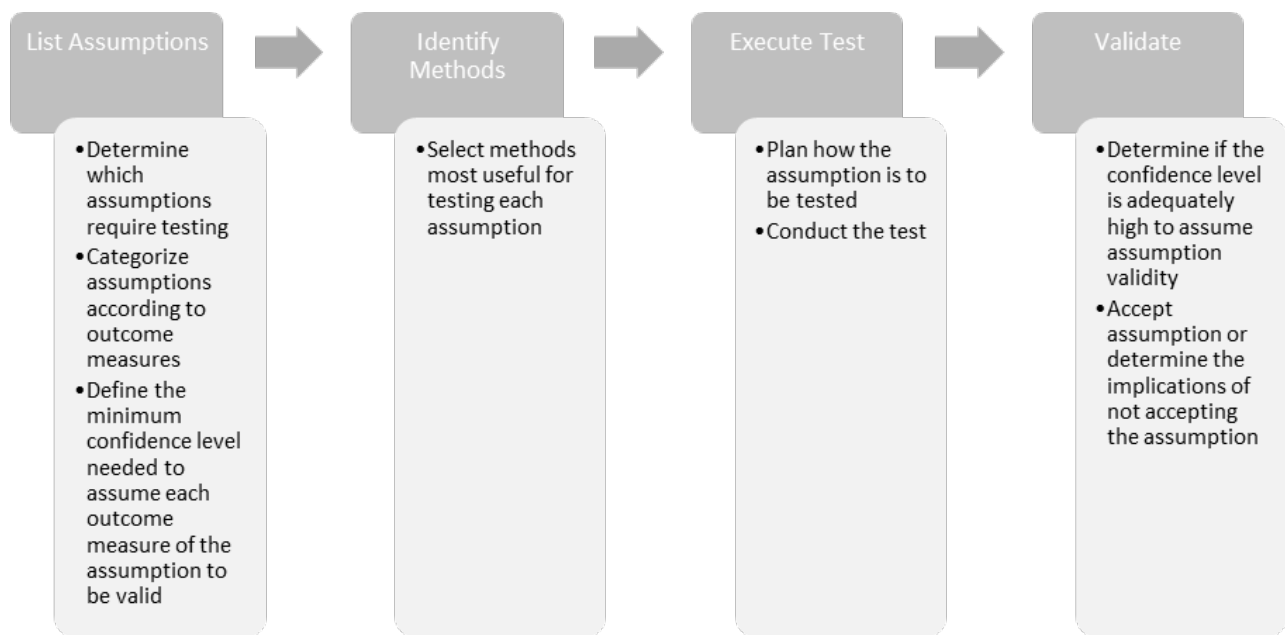 List Assumptions
•Determine
which
assumptions
require testing
•Categorize
assumptions
according to
outcome
measures
•Define the
minimum
confidence level
needed to
assume each
outcome
measure of the
assumption to
be valid
Identify
Methods
•Select methods
most useful for
testing each
assumption
Execute Test
•Plan how the
assumption is to
be tested
•Conduct the test
Validate
•Determine if the
confidence level
is adequately
high to assume
assumption
validity
•Accept
assumption or
determine the
implications of
not accepting
the assumption